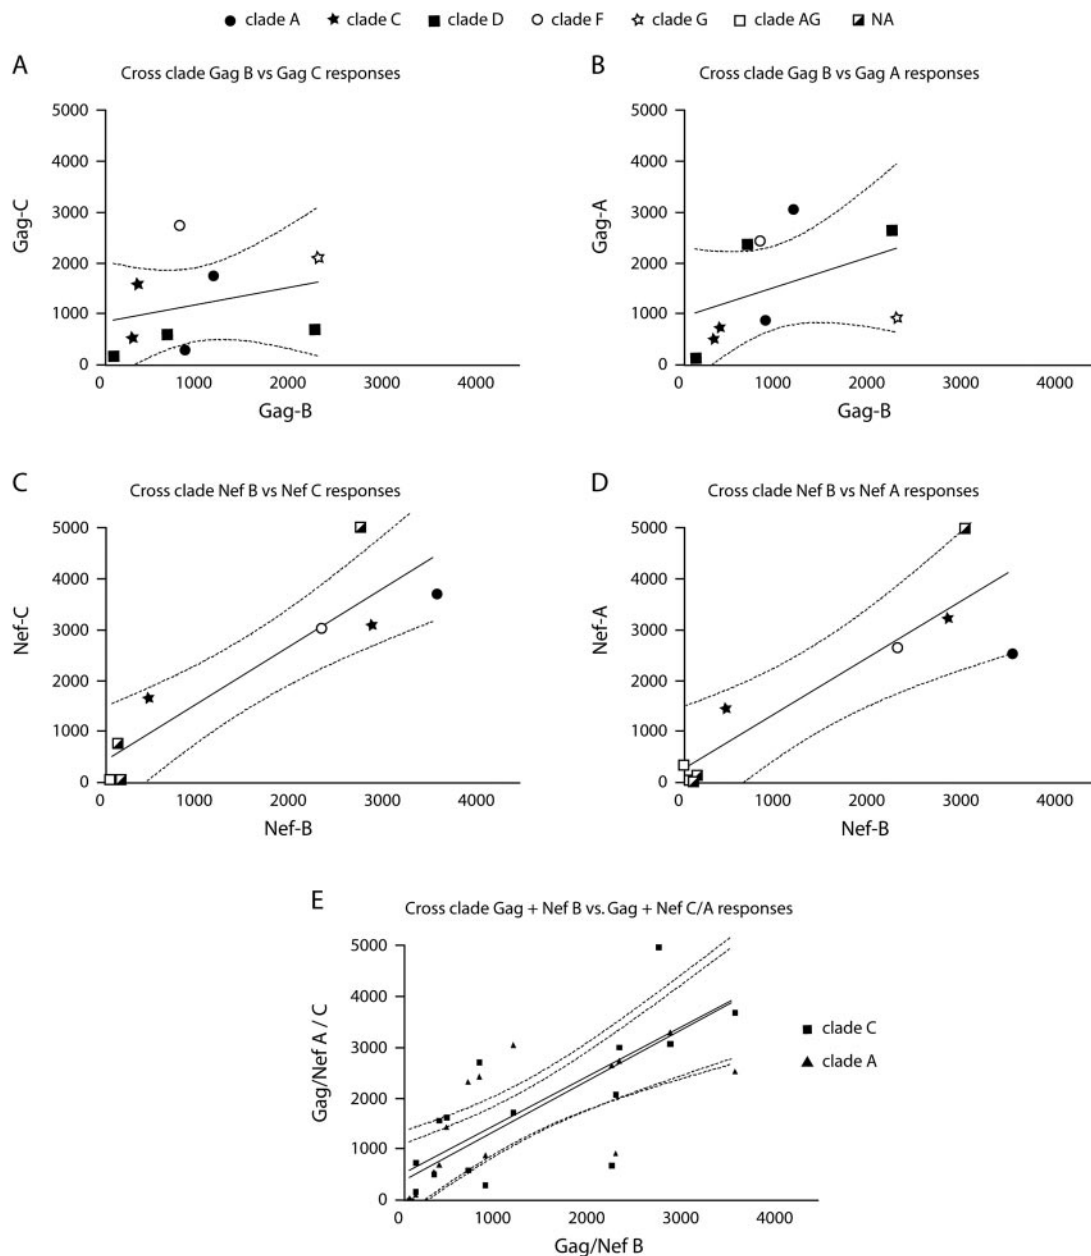 clade A clade C clade D clade F clade G clade AG NA
A
Cross clade Gag B vs Gag C responses
5000
4000
3000
2000
1000
0
Gag-C
0 1000 2000 3000 4000
Gag-B
B
Cross clade Gag B vs Gag A responses
5000
4000
3000
2000
1000
0
Gag-A
0 1000 2000 3000 4000
Gag-B
C
Cross clade Nef B vs Nef C responses
5000
4000
3000
2000
1000
0
Nef-C
0 1000 2000 3000 4000
Nef-B
D
Cross clade Nef B vs Nef A responses
5000
4000
3000
2000
1000
0
Nef-A
0 1000 2000 3000 4000
Nef-B
E
Cross clade Gag + Nef B vs. Gag + Nef C/A responses
5000
4000
3000
2000
1000
0
Gag/Nef A / C
0 1000 2000 3000 4000
Gag/Nef B
clade C
clade A